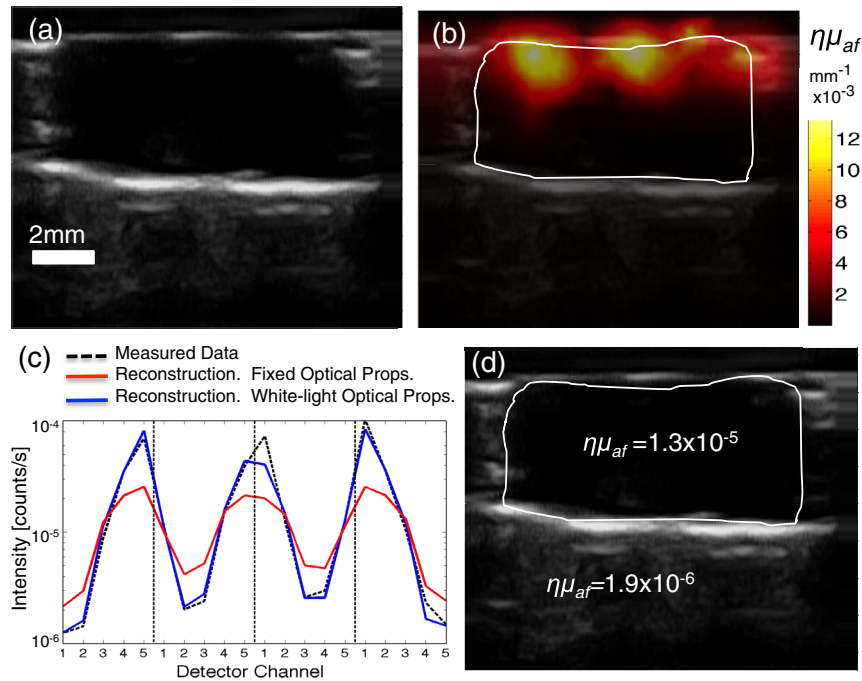 (a)
2mm
(b)
ημaf
mm-1
x10-3
12
10
8
6
4
2
(c)
Measured Data
Reconstruction. Fixed Optical Props.
Reconstruction. White-light Optical Props.
Intensity [counts/s]
10-4
10-5
10-6
1 2 3 4 5 1 2 3 4 5 1 2 3 4 5 1 2 3 4 5
Detector Channel
(d)
ημaf =1.3x10-5
ημaf=1.9x10-6